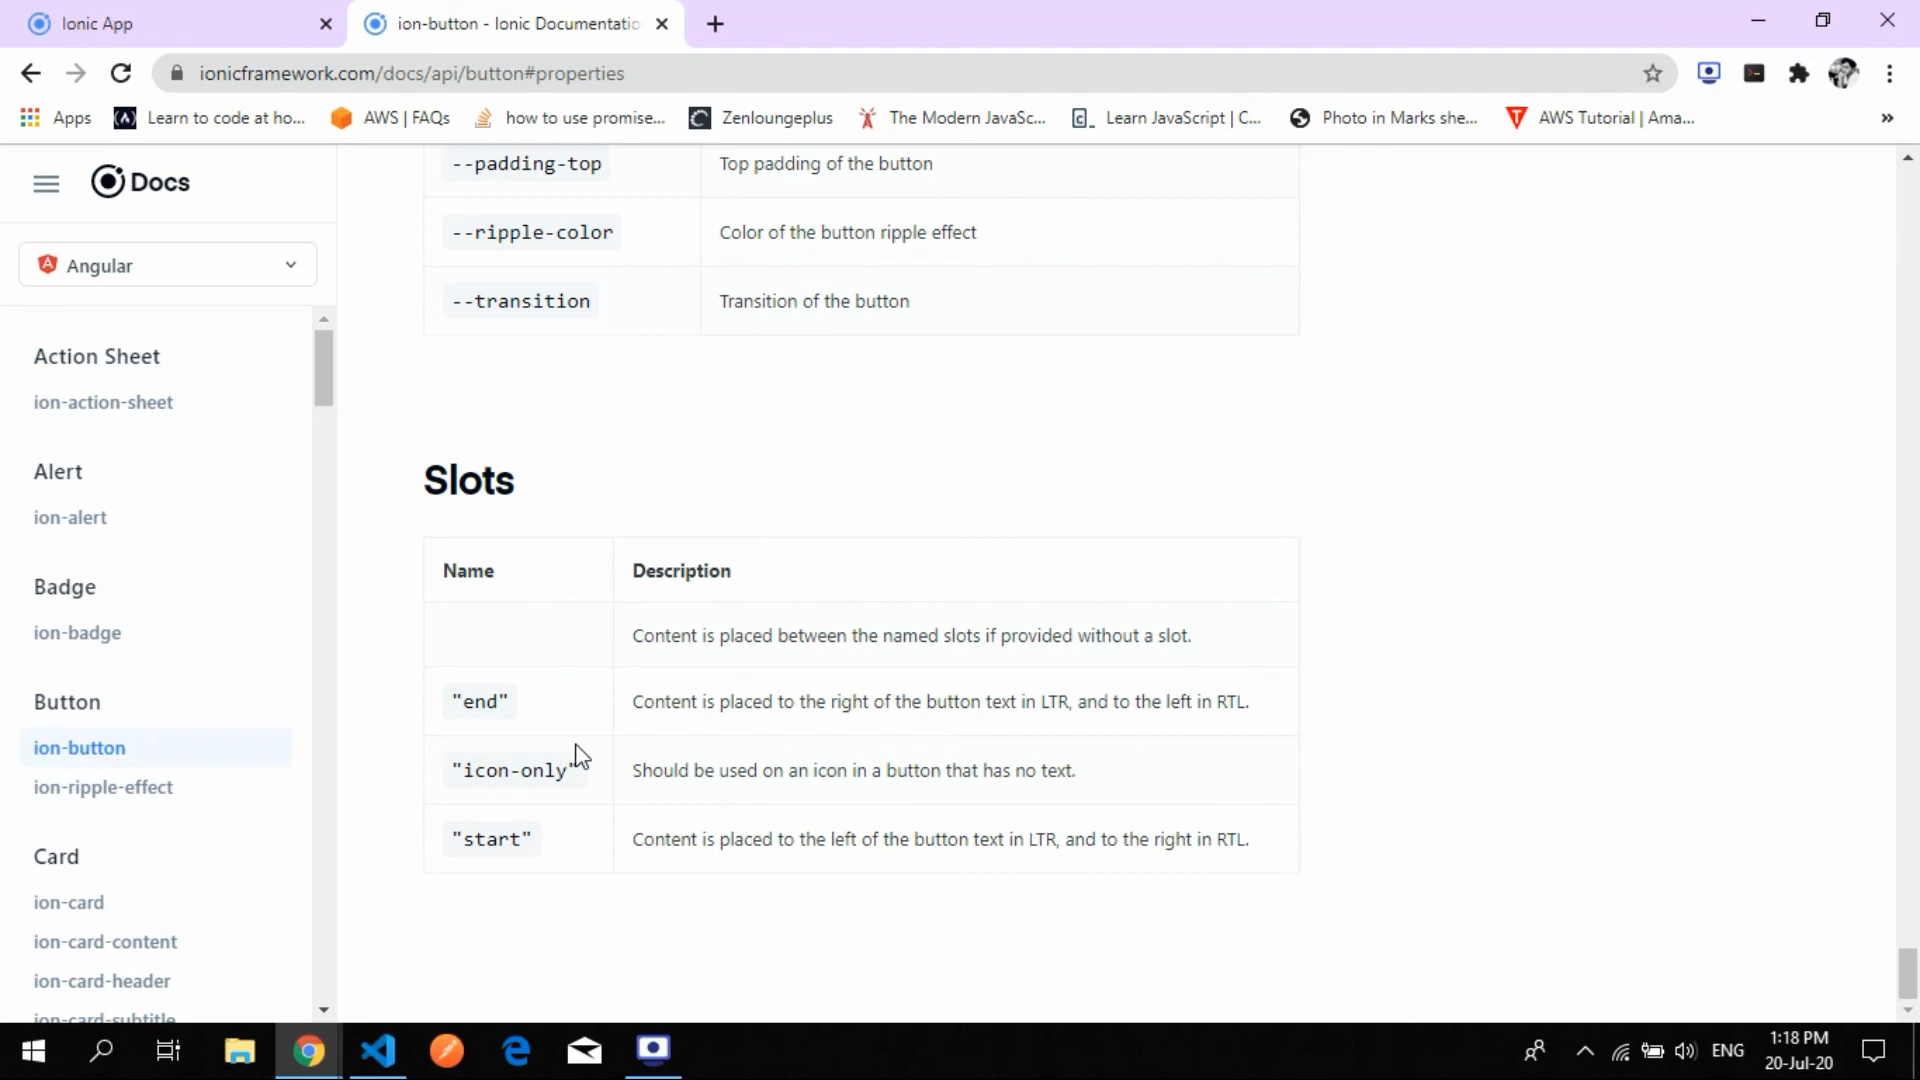 Ionic App
ion-button - Ionic Documentatio
ionicframework.com/docs/api/button#properties
Apps
Learn to code at ho...
AWS | FAQs
how to use promise...
Zenloungeplus
The Modern JavaSc...
Learn JavaScript | C...
Photo in Marks she...
AWS Tutorial | Ama...
»
Docs
Angular
Action Sheet
ion-action-sheet
Alert
ion-alert
Badge
ion-badge
Button
ion-button
ion-ripple-effect
Card
ion-card
ion-card-content
ion-card-header
ion-card-subtitle
--padding-top Top padding of the button
--ripple-color Color of the button ripple effect
--transition Transition of the button
Slots
Name Description
Content is placed between the named slots if provided without a slot.
"end" Content is placed to the right of the button text in LTR, and to the left in RTL.
"icon-only" Should be used on an icon in a button that has no text.
"start" Content is placed to the left of the button text in LTR, and to the right in RTL.
ENG
1:18 PM
20-Jul-20